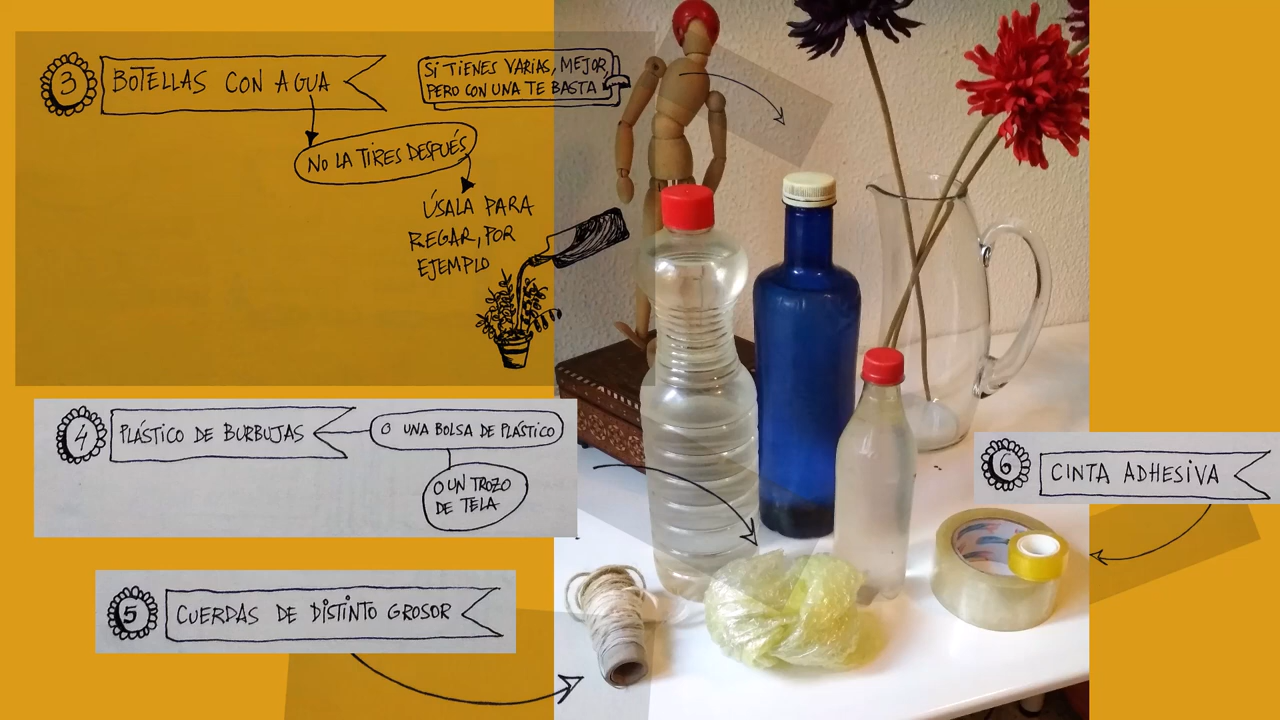 3
BOTELLAS CON AGUA
SI TIENES VARIAS, MEJOR
PERO CON UNA TE BASTA
NO LA TIRES DESPUÉS
ÚSALA PARA
REGAR, POR
EJEMPLO
4
PLÁSTICO DE BURBUJAS
O UNA BOLSA DE PLÁSTICO
O UN TROZO
DE TELA
5
CUERDAS DE DISTINTO GROSOR
6
CINTA ADHESIVA